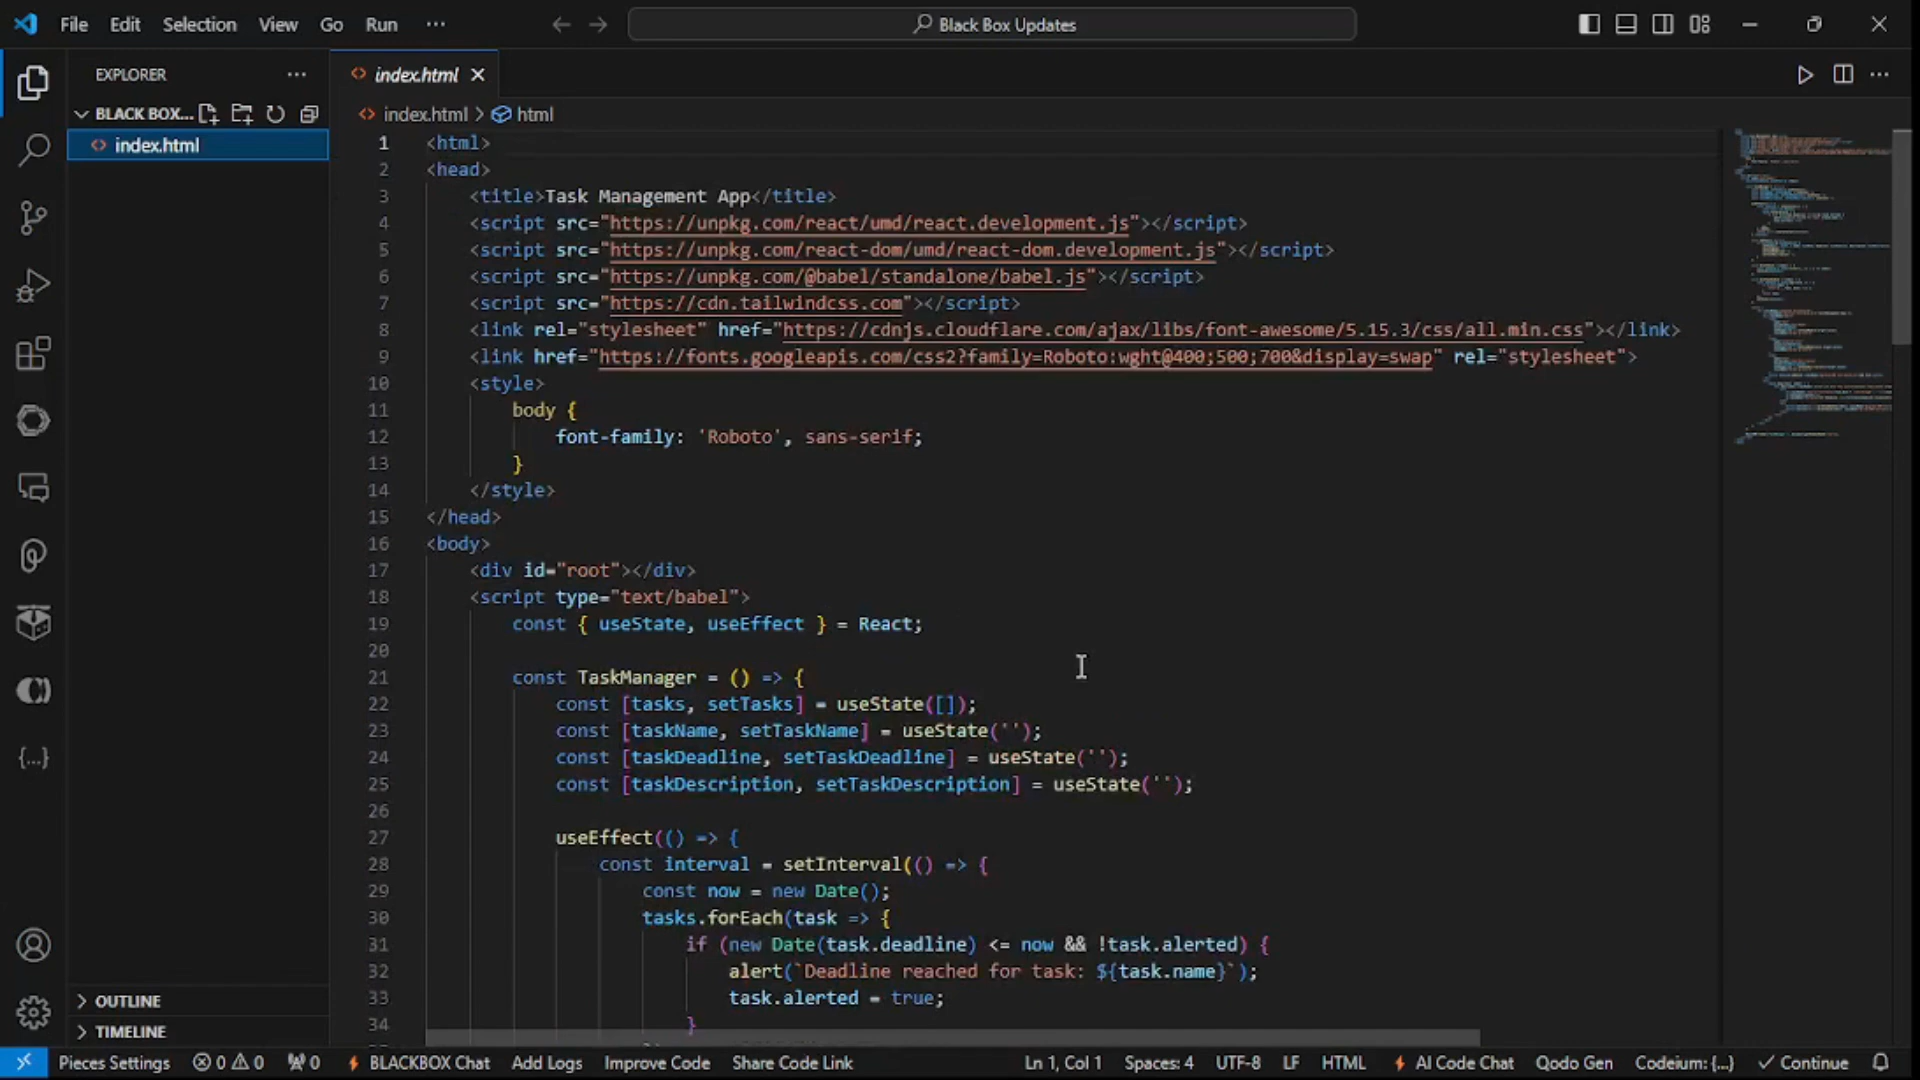 File Edit Selection View Go Run ···
Black Box Updates
EXPLORER ···
BLACK BOX...
index.html
index.html
index.html > html
1 <html>
2 <head>
3 <title>Task Management App</title>
4 <script src="https://unpkg.com/react/umd/react.development.js"></script>
5 <script src="https://unpkg.com/react-dom/umd/react-dom.development.js"></script>
6 <script src="https://unpkg.com/@babel/standalone/babel.js"></script>
7 <script src="https://cdn.tailwindcss.com"></script>
8 <link rel="stylesheet" href="https://cdnjs.cloudflare.com/ajax/libs/font-awesome/5.15.3/css/all.min.css"></link>
9 <link href="https://fonts.googleapis.com/css2?family=Roboto:wght@400;500;700&display=swap" rel="stylesheet">
10 <style>
11 body {
12 font-family: 'Roboto', sans-serif;
13 }
14 </style>
15 </head>
16 <body>
17 <div id="root"></div>
18 <script type="text/babel">
19 const { useState, useEffect } = React;
20
21 const TaskManager = () => {
22 const [tasks, setTasks] = useState([]);
23 const [taskName, setTaskName] = useState('');
24 const [taskDeadline, setTaskDeadline] = useState('');
25 const [taskDescription, setTaskDescription] = useState('');
26
27 useEffect(() => {
28 const interval = setInterval(() => {
29 const now = new Date();
30 tasks.forEach(task => {
31 if (new Date(task.deadline) <= now && !task.alerted) {
32 alert(`Deadline reached for task: ${task.name}`);
33 task.alerted = true;
34 }
OUTLINE
TIMELINE
Pieces Settings 0 0 0 BLACKBOX Chat Add Logs Improve Code Share Code Link Ln 1, Col 1 Spaces: 4 UTF-8 LF HTML AI Code Chat Qodo Gen Codeium: {...} Continue